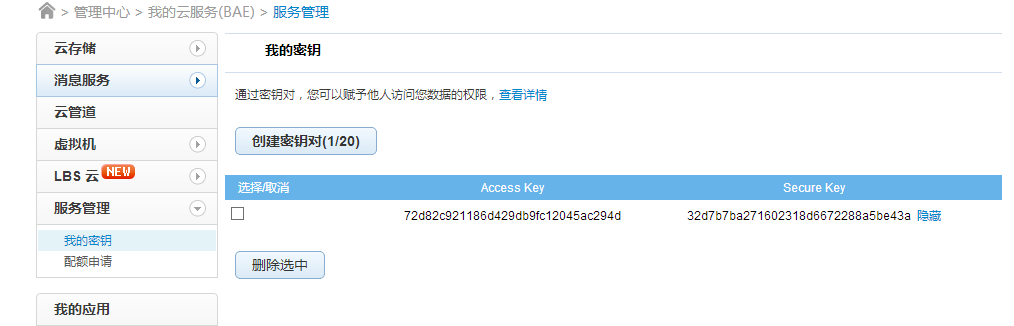 > 管理中心 > 我的云服务(BAE) > 服务管理
云存储
消息服务
云管道
虚拟机
LBS 云 NEW
服务管理
我的密钥
配额申请
我的应用
我的密钥
通过密钥对，您可以赋予他人访问您数据的权限，查看详情
创建密钥对(1/20)
选择/取消 Access Key Secure Key
72d82c921186d429db9fc12045ac294d 32d7b7ba271602318d6672288a5be43a 隐藏
删除选中